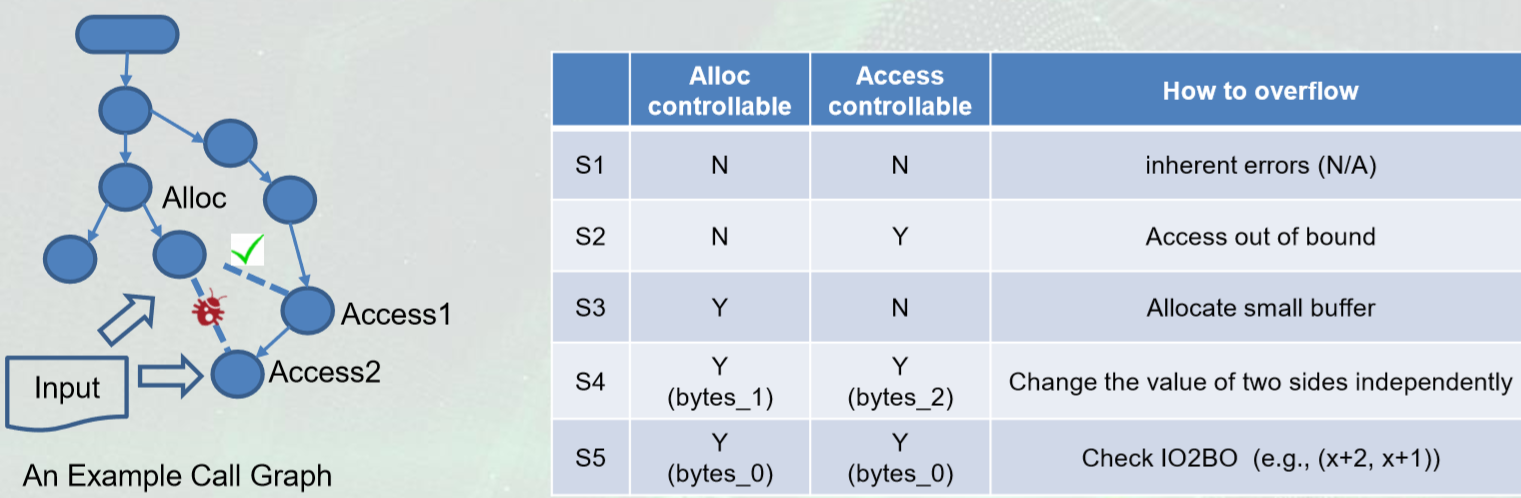 Alloc
Access1
Access2
Input
An Example Call Graph
Alloc controllable Access controllable How to overflow
S1 N N inherent errors (N/A)
S2 N Y Access out of bound
S3 Y N Allocate small buffer
S4 Y (bytes_1) Y (bytes_2) Change the value of two sides independently
S5 Y (bytes_0) Y (bytes_0) Check IO2BO (e.g., (x+2, x+1))